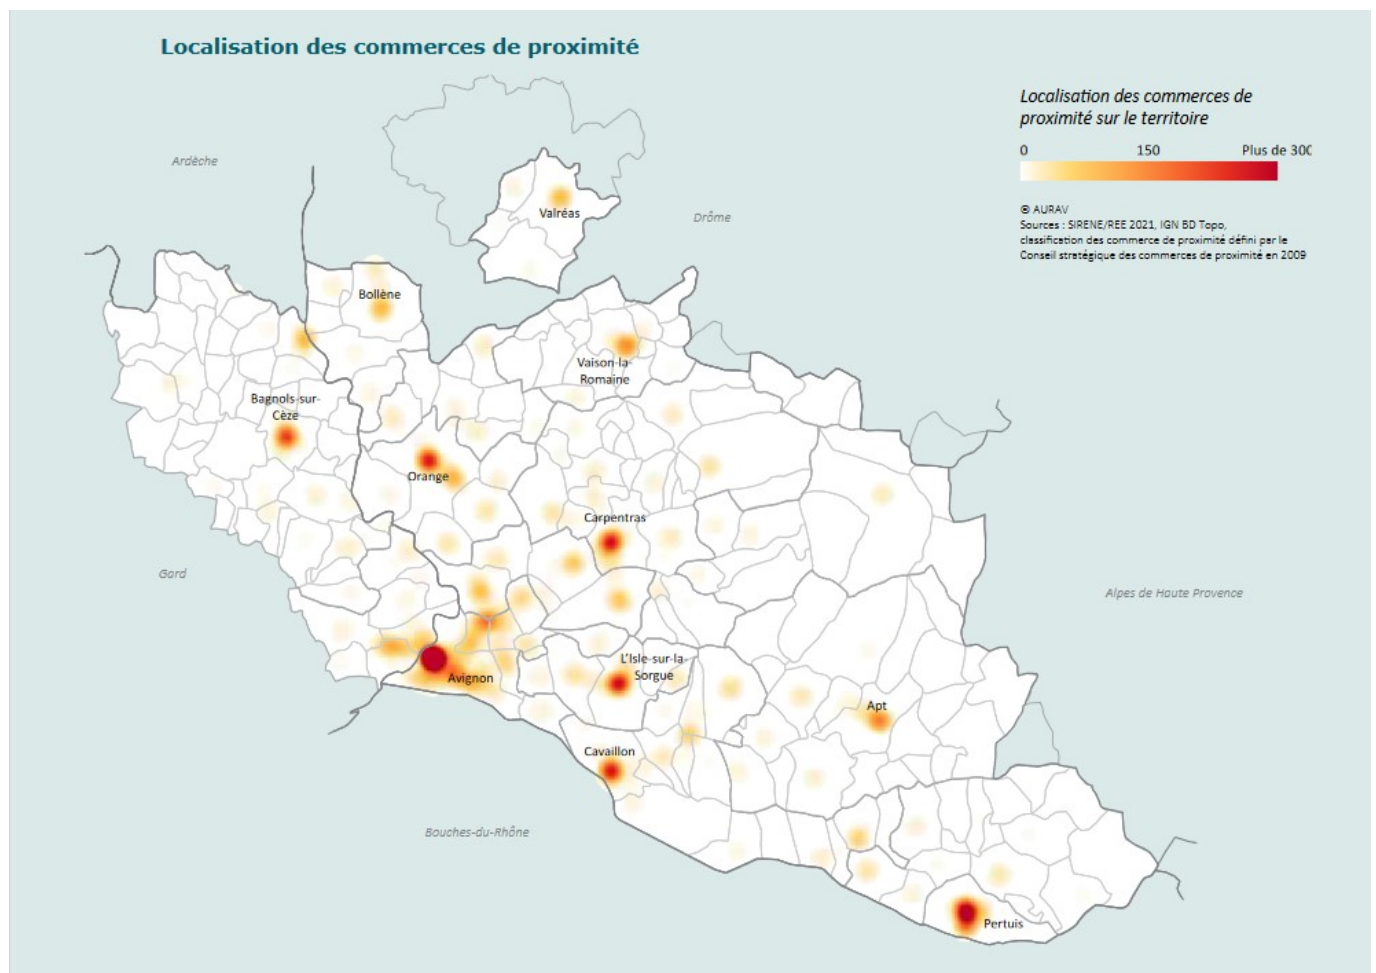 Localisation des commerces de proximité
Localisation des commerces de
proximité sur le territoire
0 150 Plus de 300
© AURAV
Sources : SIRENE/REE 2021, IGN BD Topo,
classification des commerce de proximité défini par le
Conseil stratégique des commerces de proximité en 2009
Ardèche
Valréas
Drôme
Bollène
Vaison-la-
Romaine
Bagnols-sur-
Cèze
Orange
Carpentras
Gard
Alpes de Haute Provence
L'Isle-sur-la-
Sorgue
Avignon
Apt
Cavaillon
Bouches-du-Rhône
Pertuis